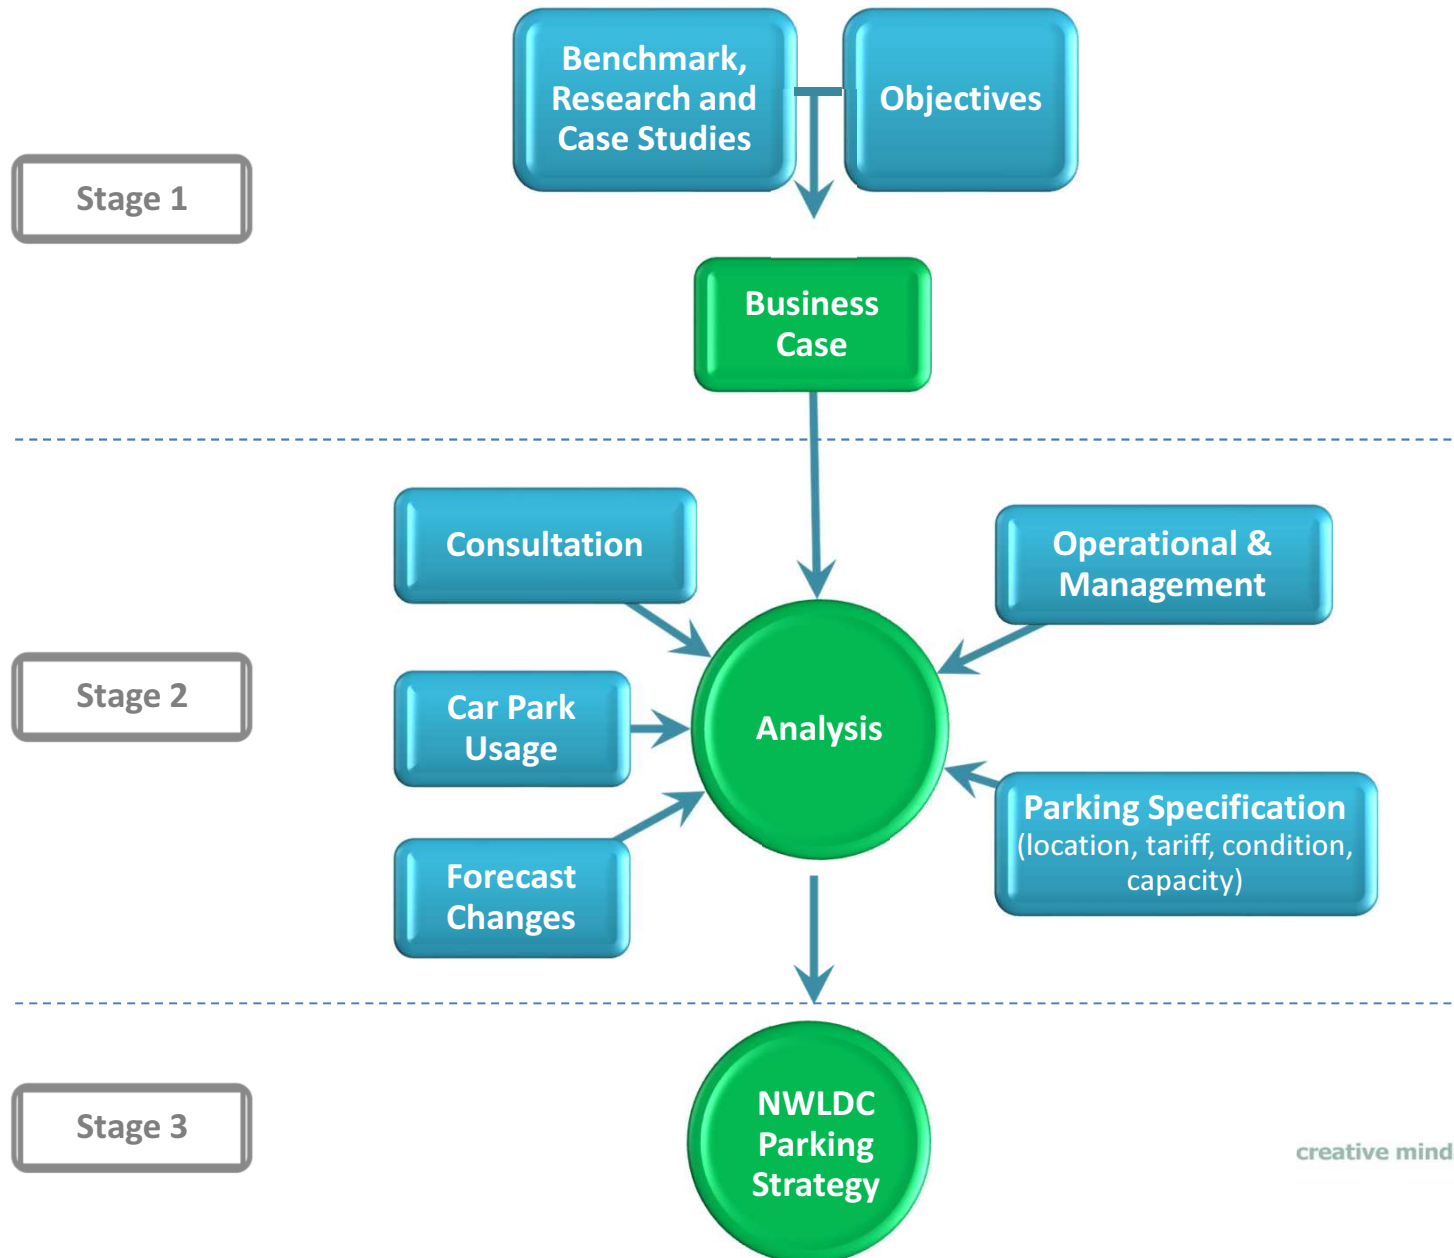 Benchmark,
Research and
Case Studies
Objectives
Stage 1
Business
Case
Consultation
Operational &
Management
Stage 2
Car Park
Usage
Analysis
Parking Specification
(location, tariff, condition,
capacity)
Forecast
Changes
NWLDC
Parking
Strategy
Stage 3
creative mind